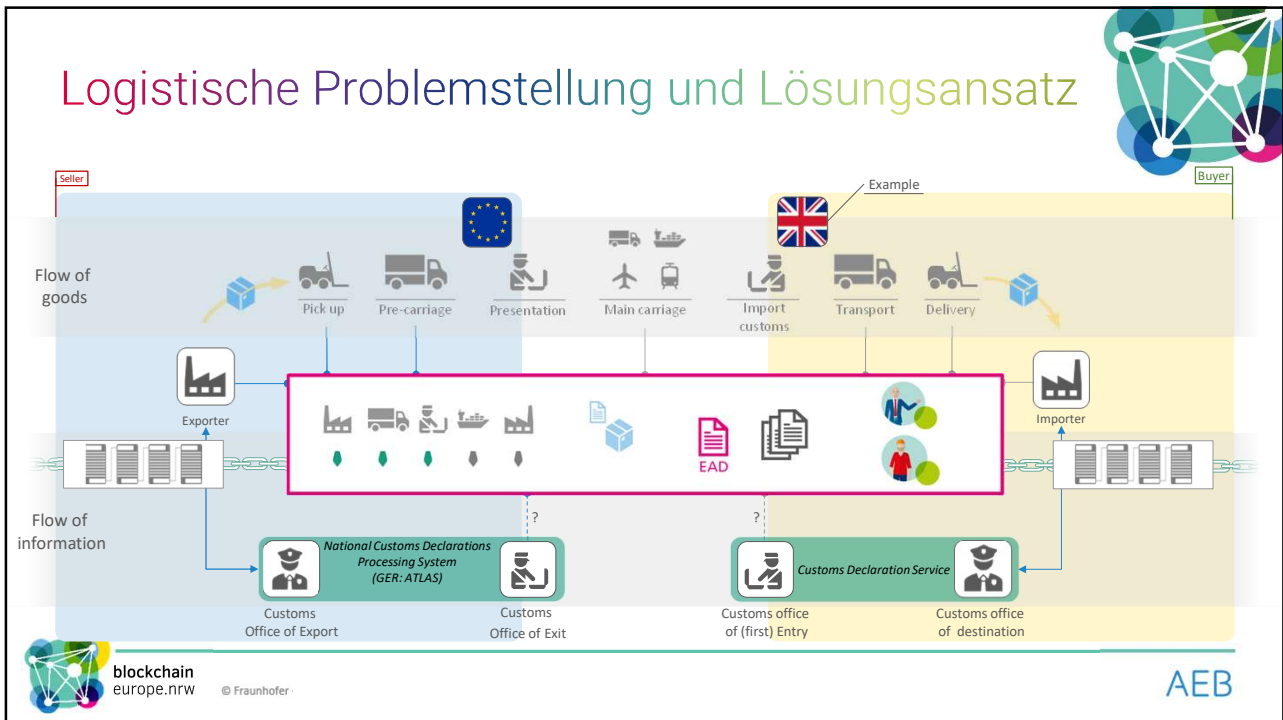 Logistische Problemstellung und Lösungsansatz
Seller
Example
Buyer
Flow of
goods
Pick up
Pre-carriage
Presentation
Main carriage
Import
customs
Transport
Delivery
Exporter
EAD
Importer
Flow of
information
?
?
National Customs Declarations
Processing System
(GER: ATLAS)
Customs Declaration Service
Customs
Office of Export
Customs
Office of Exit
Customs office
of (first) Entry
Customs office
of destination
blockchain
europe.nrw
© Fraunhofer
AEB